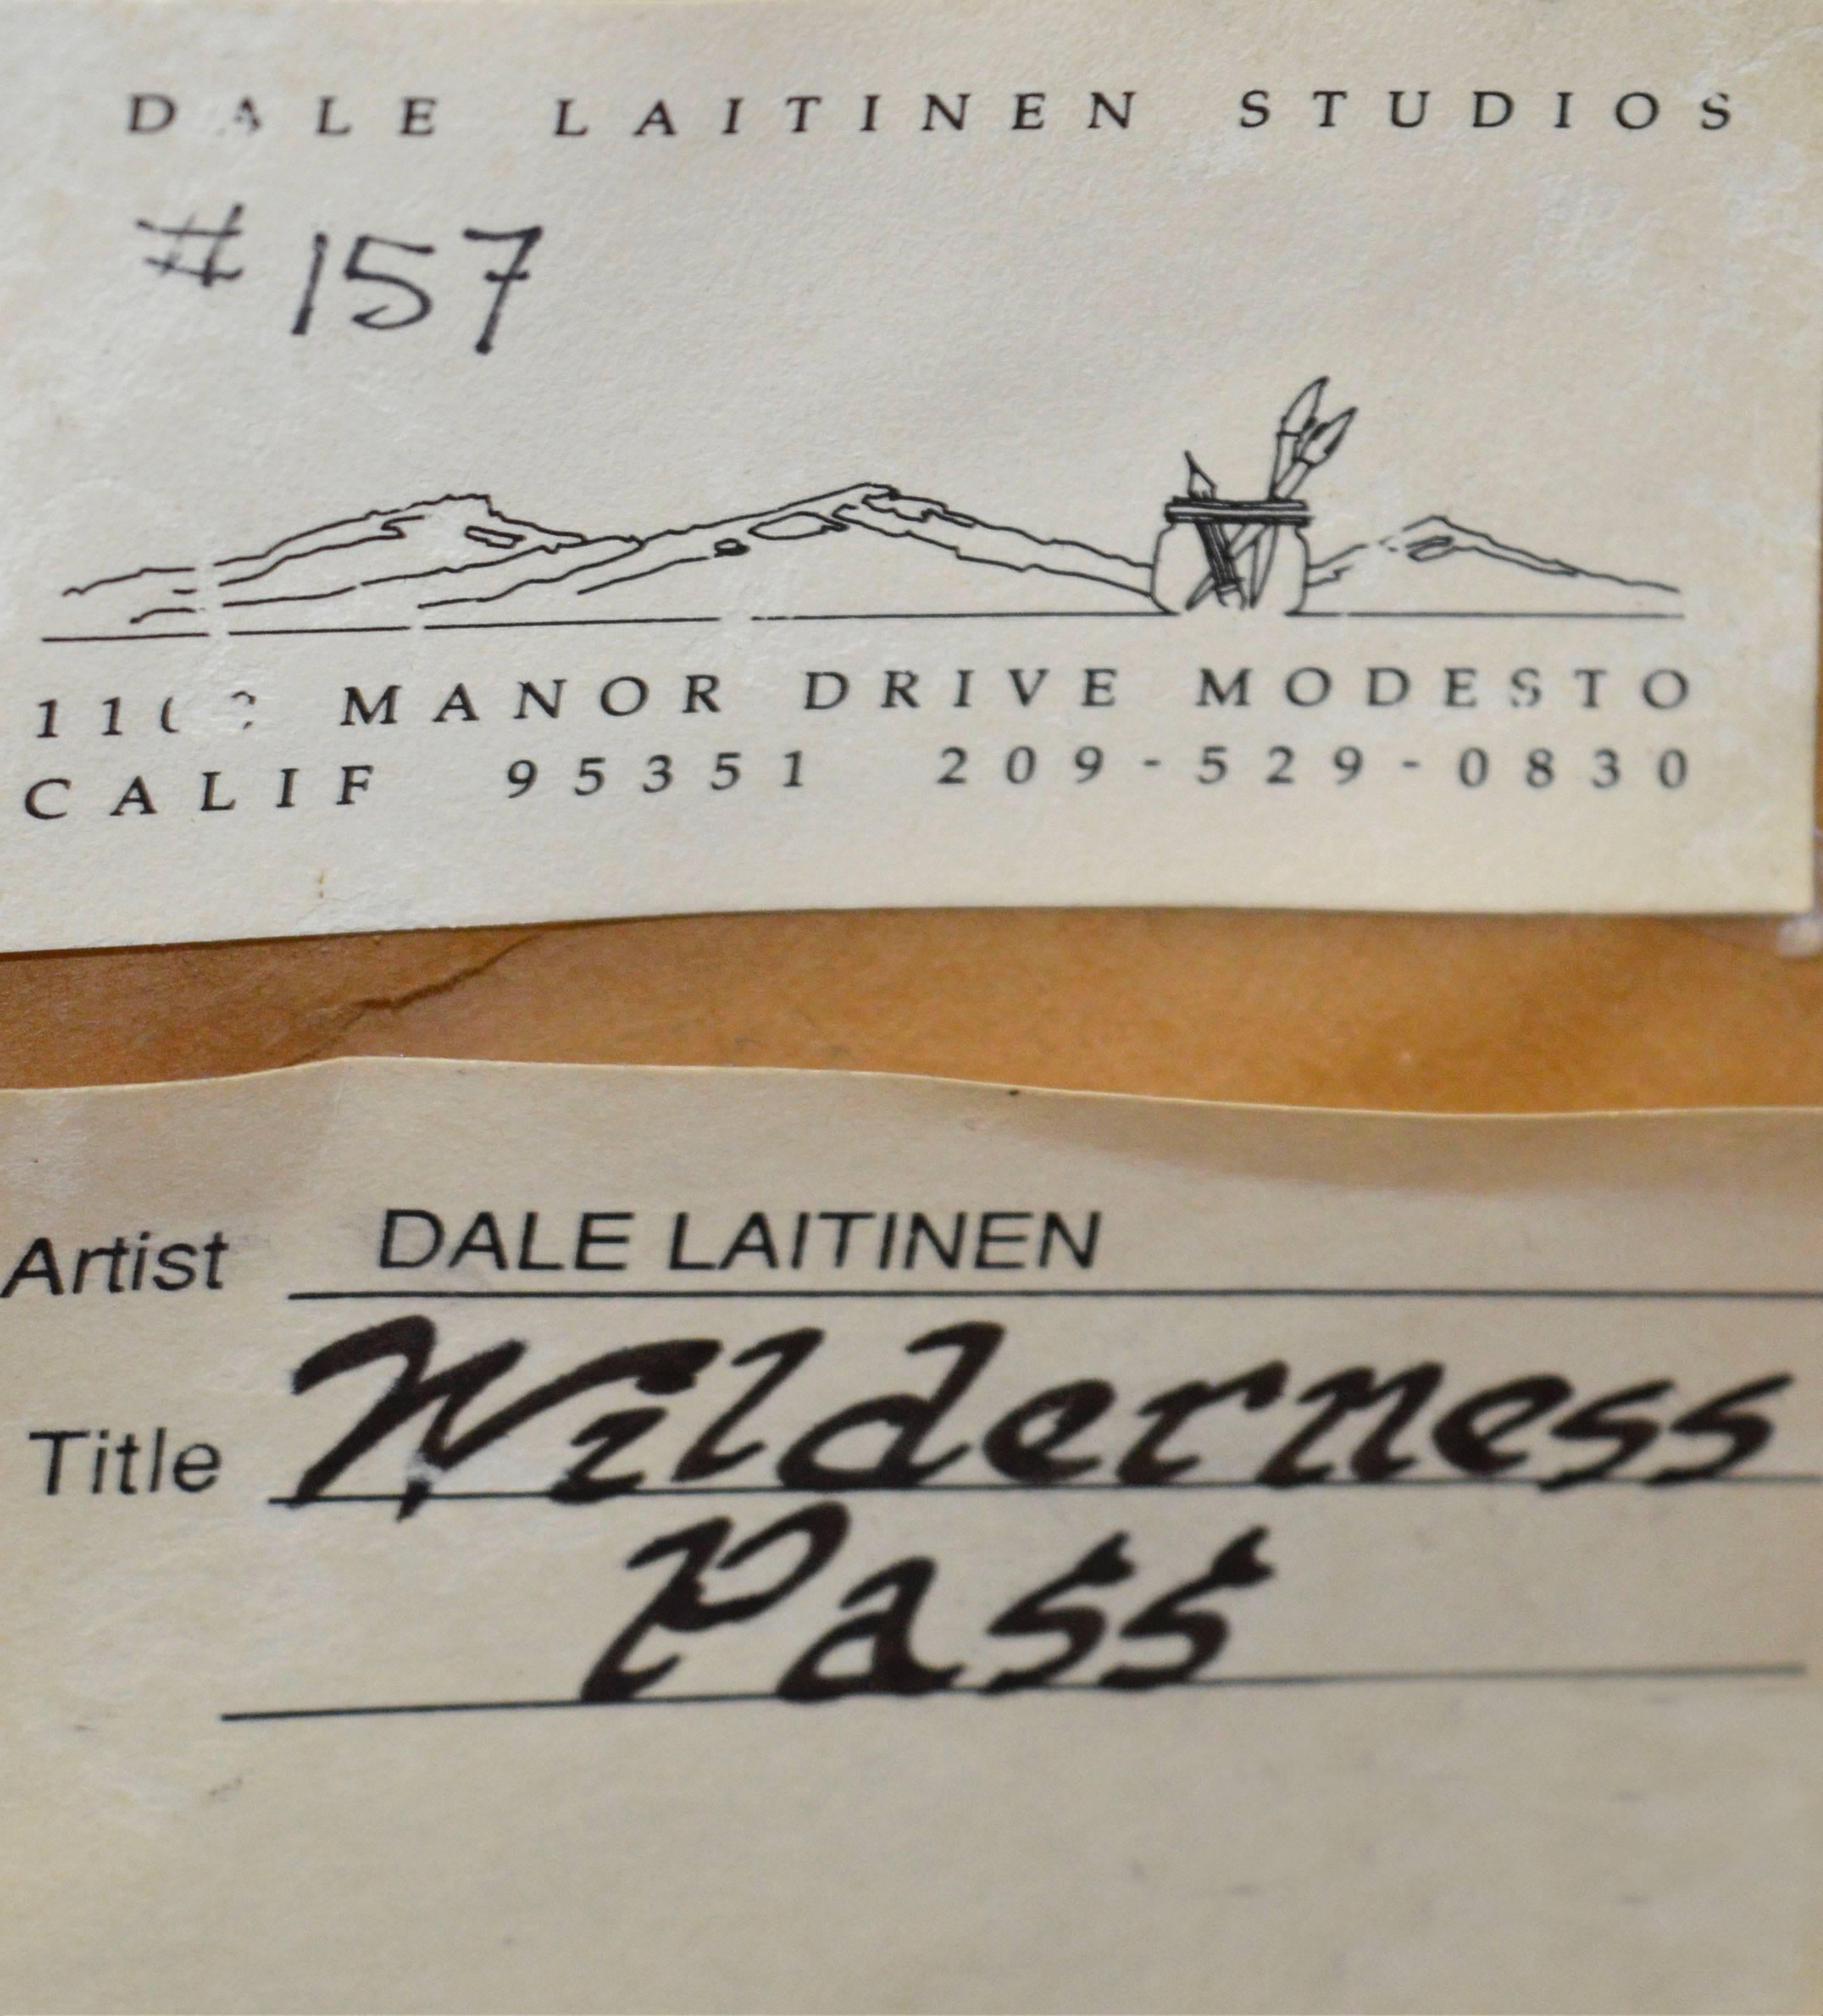 DALE LAITINEN STUDIOS
#157
MANOR DRIVE MODESTO
CALIF 95351 209-529-0830
Artist DALE LAITINEN
Title Wilderness
Pass